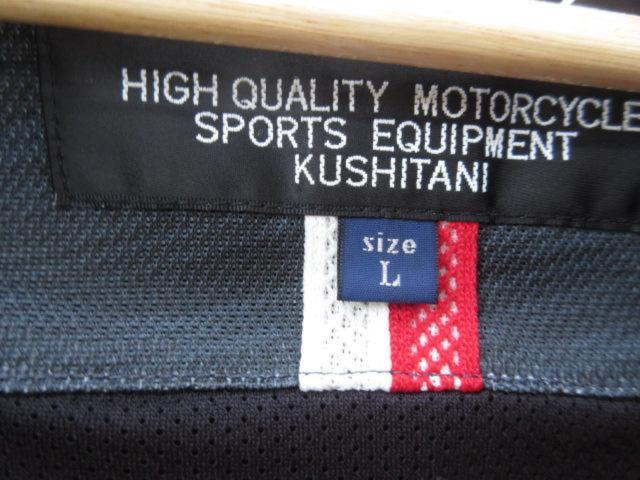 HIGH QUALITY MOTORCYCLE
SPORTS EQUIPMENT
KUSHITANI
size
L